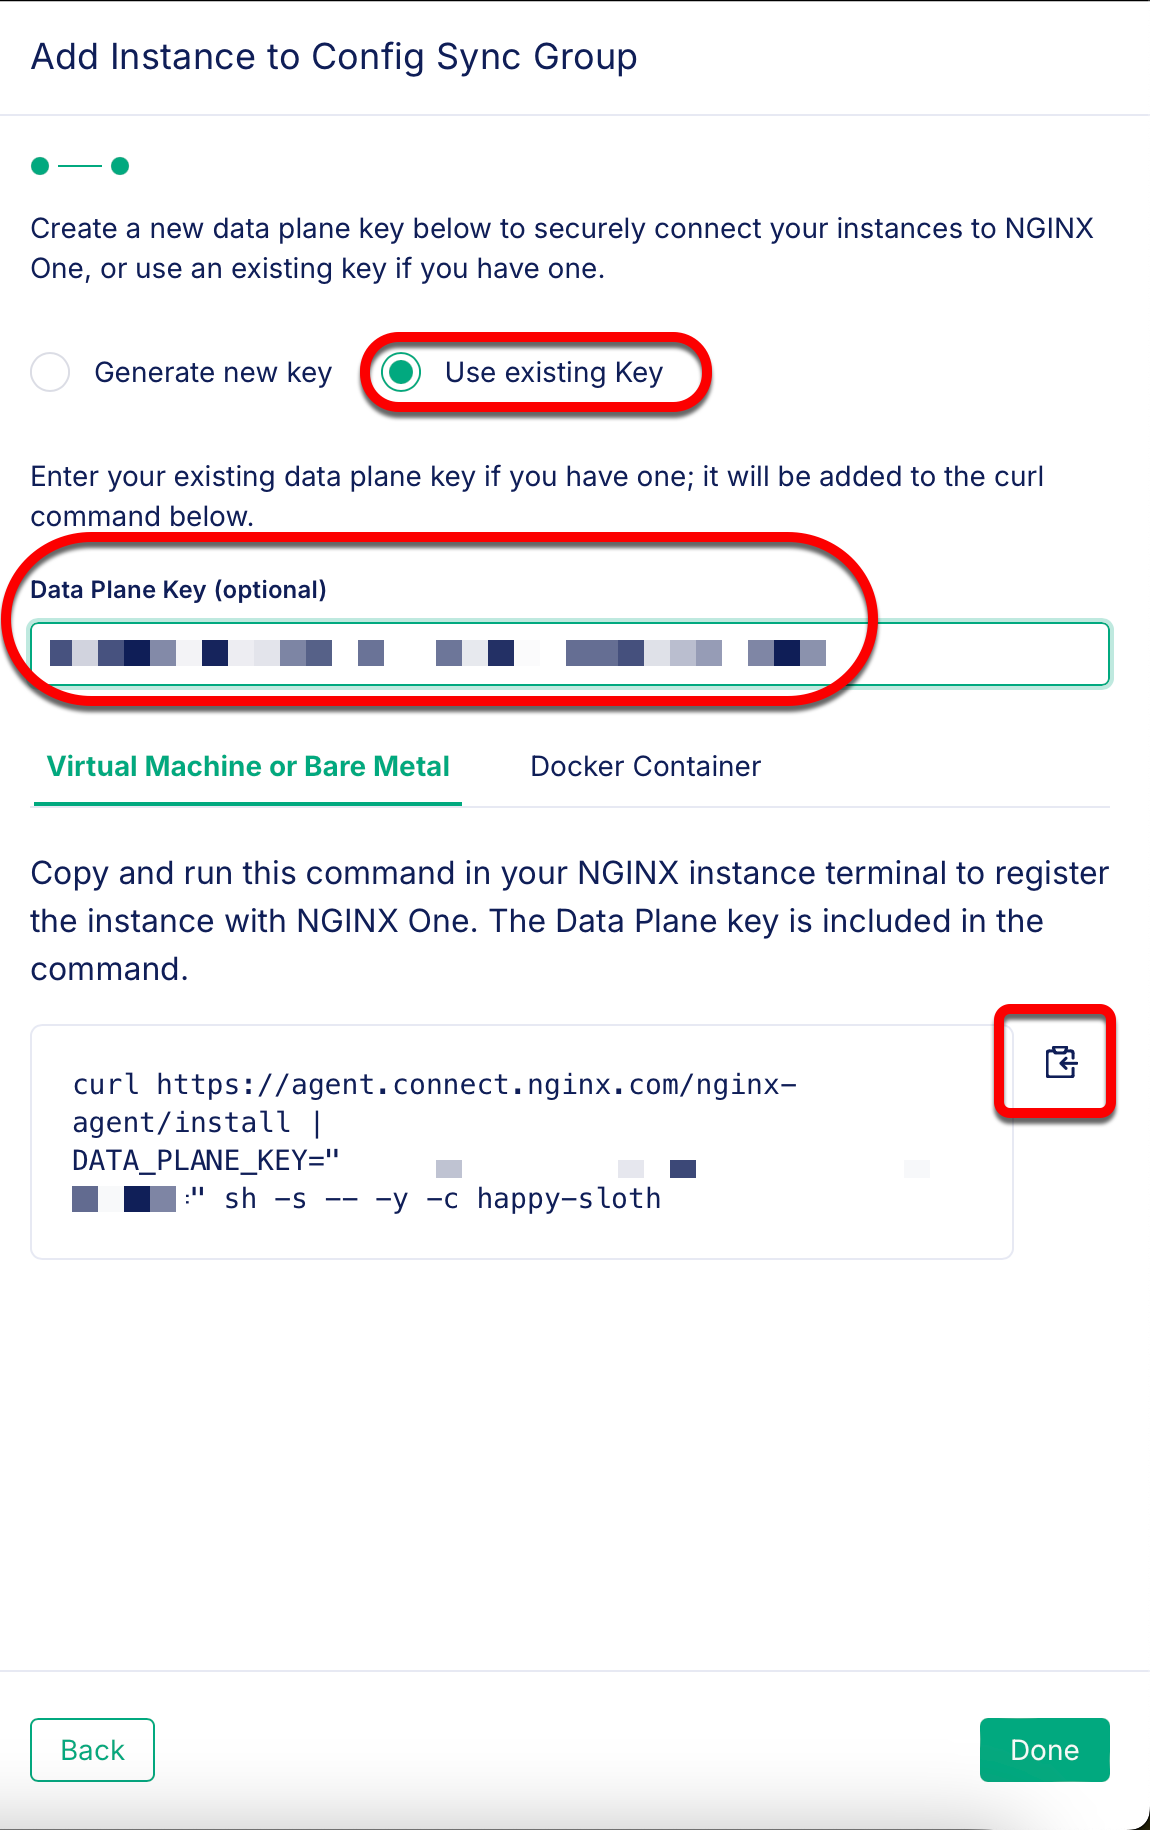 Add Instance to Config Sync Group
Create a new data plane key below to securely connect your instances to NGINX
One, or use an existing key if you have one.
Generate new key
Use existing Key
Enter your existing data plane key if you have one; it will be added to the curl
command below.
Data Plane Key (optional)
Virtual Machine or Bare Metal
Docker Container
Copy and run this command in your NGINX instance terminal to register
the instance with NGINX One. The Data Plane key is included in the
command.
curl https://agent.connect.nginx.com/nginx-
agent/install |
DATA_PLANE_KEY="
" sh -s -- -y -c happy-sloth
Back
Done